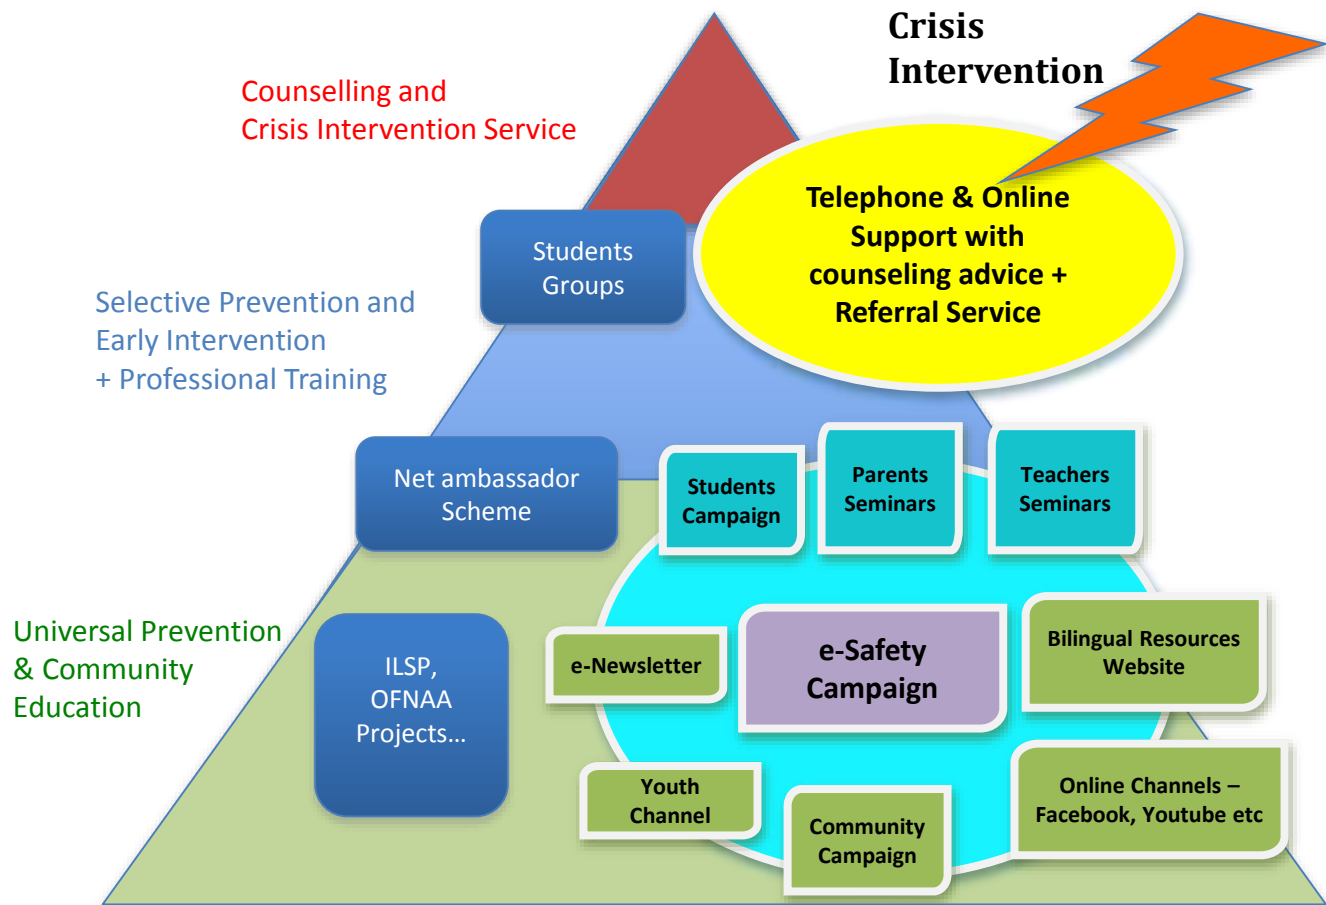 Crisis
Intervention
Counselling and
Crisis Intervention Service
Telephone & Online
Support with
counseling advice +
Referral Service
Students
Groups
Selective Prevention and
Early Intervention
+ Professional Training
Net ambassador
Scheme
Students
Campaign
Parents
Seminars
Teachers
Seminars
Universal Prevention
& Community
Education
ILSP,
OFNAA
Projects…
e-Newsletter
e-Safety
Campaign
Bilingual Resources
Website
Youth
Channel
Community
Campaign
Online Channels –
Facebook, Youtube etc